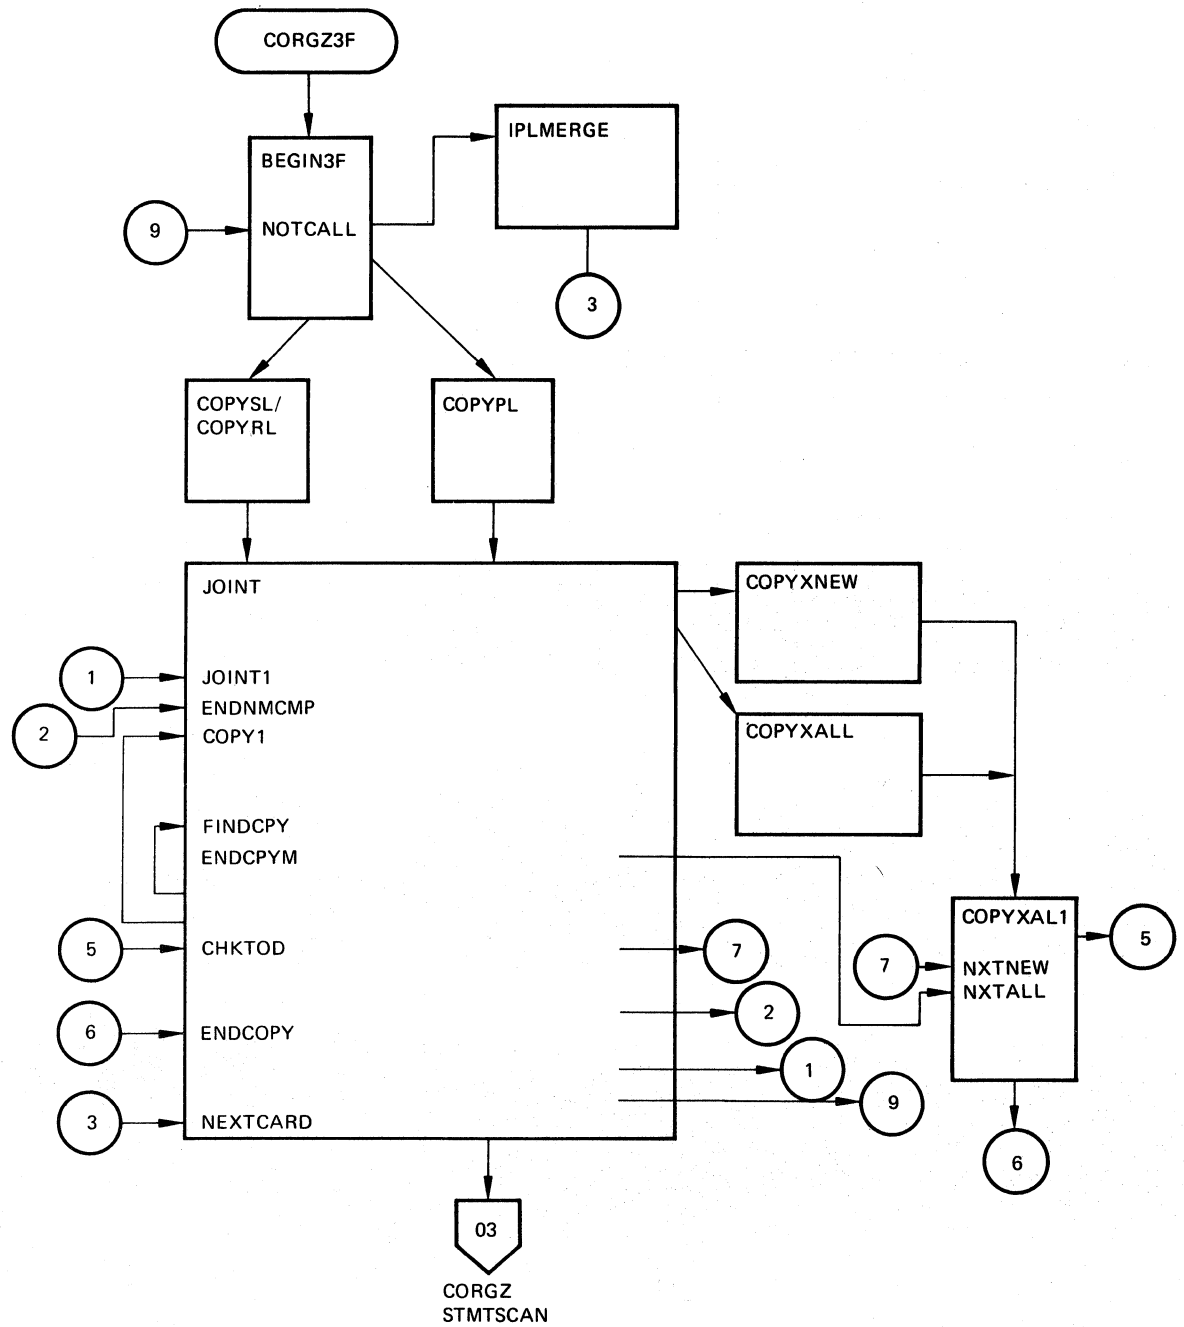 CORGZ3F
IPLMERGE
BEGIN3F
9
NOTCALL
3
COPYSL/
COPYRL
COPYPL
JOINT
COPYXNEW
1
JOINT1
2
ENDNMCMP
COPY1
COPYXALL
FINDCPY
ENDCPYM
COPYXAL1
5
CHKTOD
7
7
NXTNEW
NXTALL
5
6
ENDCOPY
2
1
9
3
NEXTCARD
6
03
CORGZ
STMTSCAN